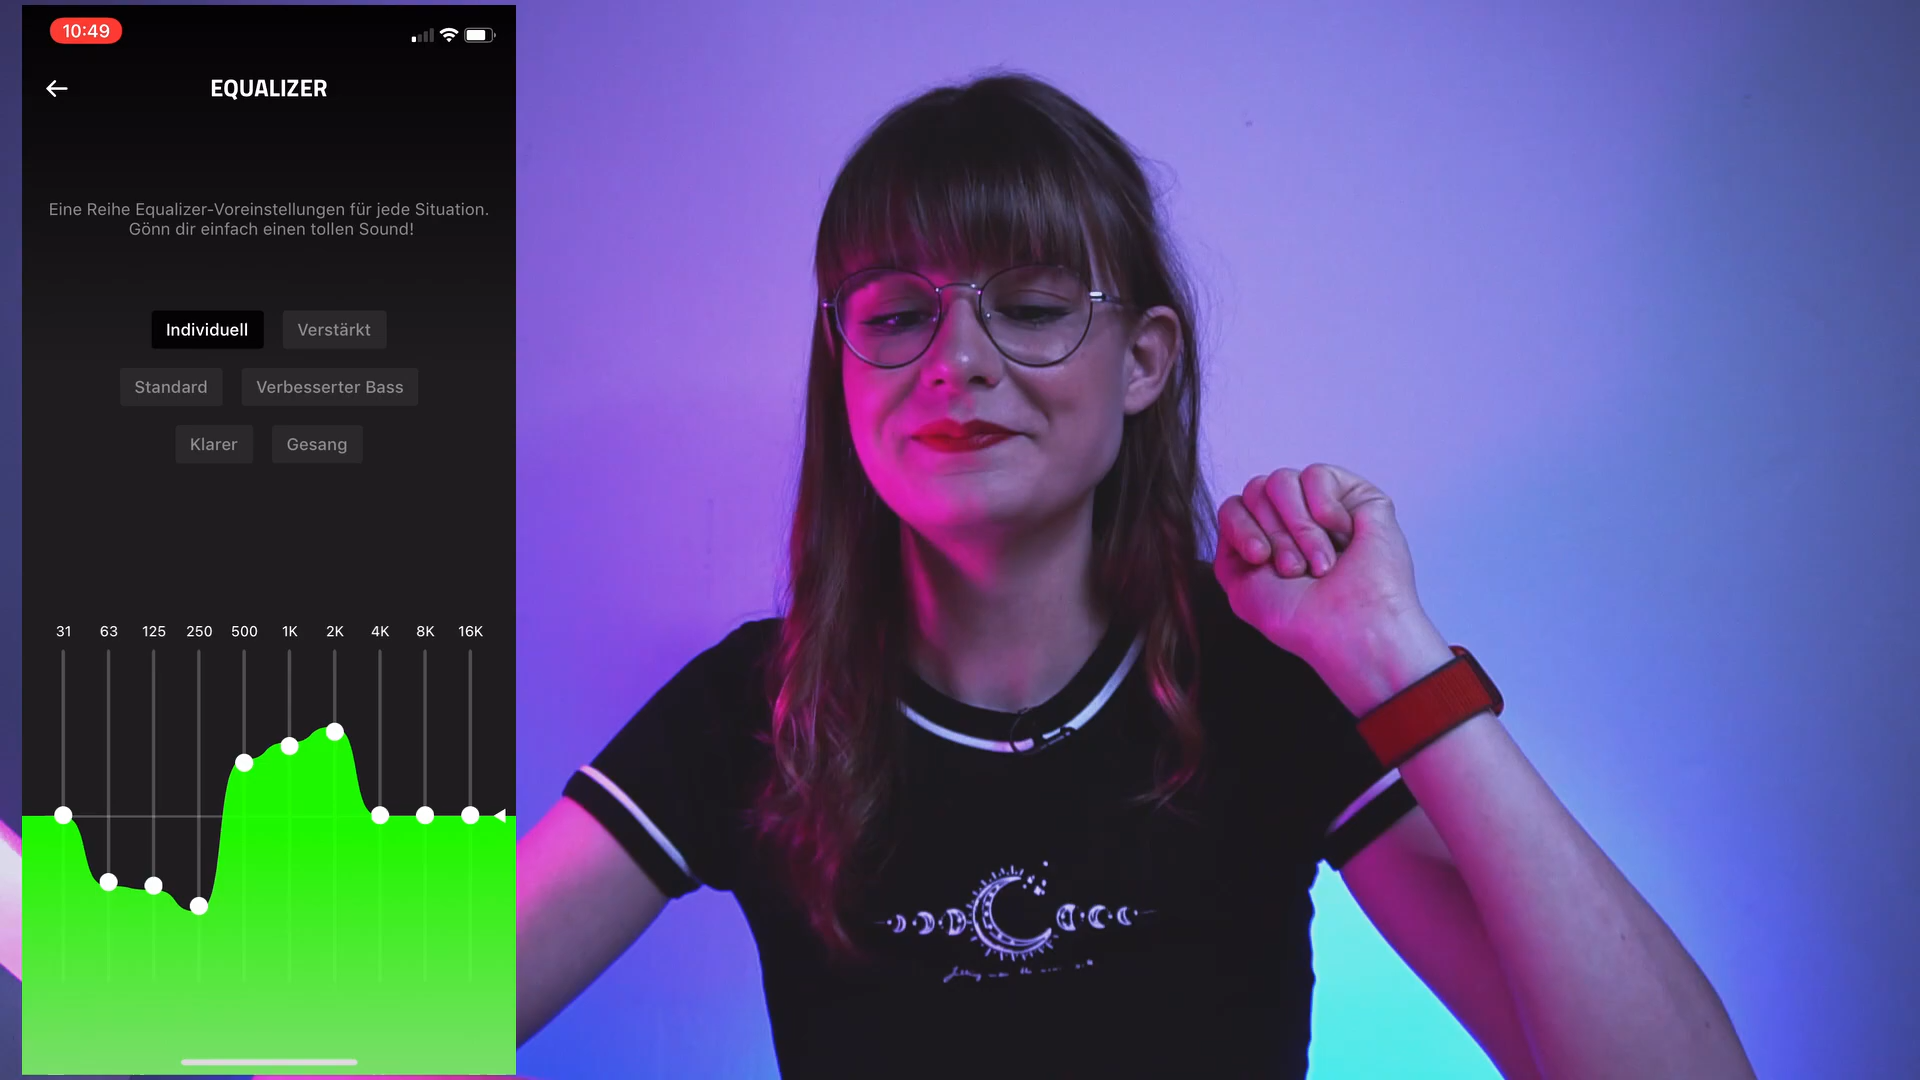 10:49
EQUALIZER
Eine Reihe Equalizer-Voreinstellungen für jede Situation.
Gönn dir einfach einen tollen Sound!
Individuell Verstärkt
Standard Verbesserter Bass
Klarer Gesang
31 63 125 250 500 1K 2K 4K 8K 16K